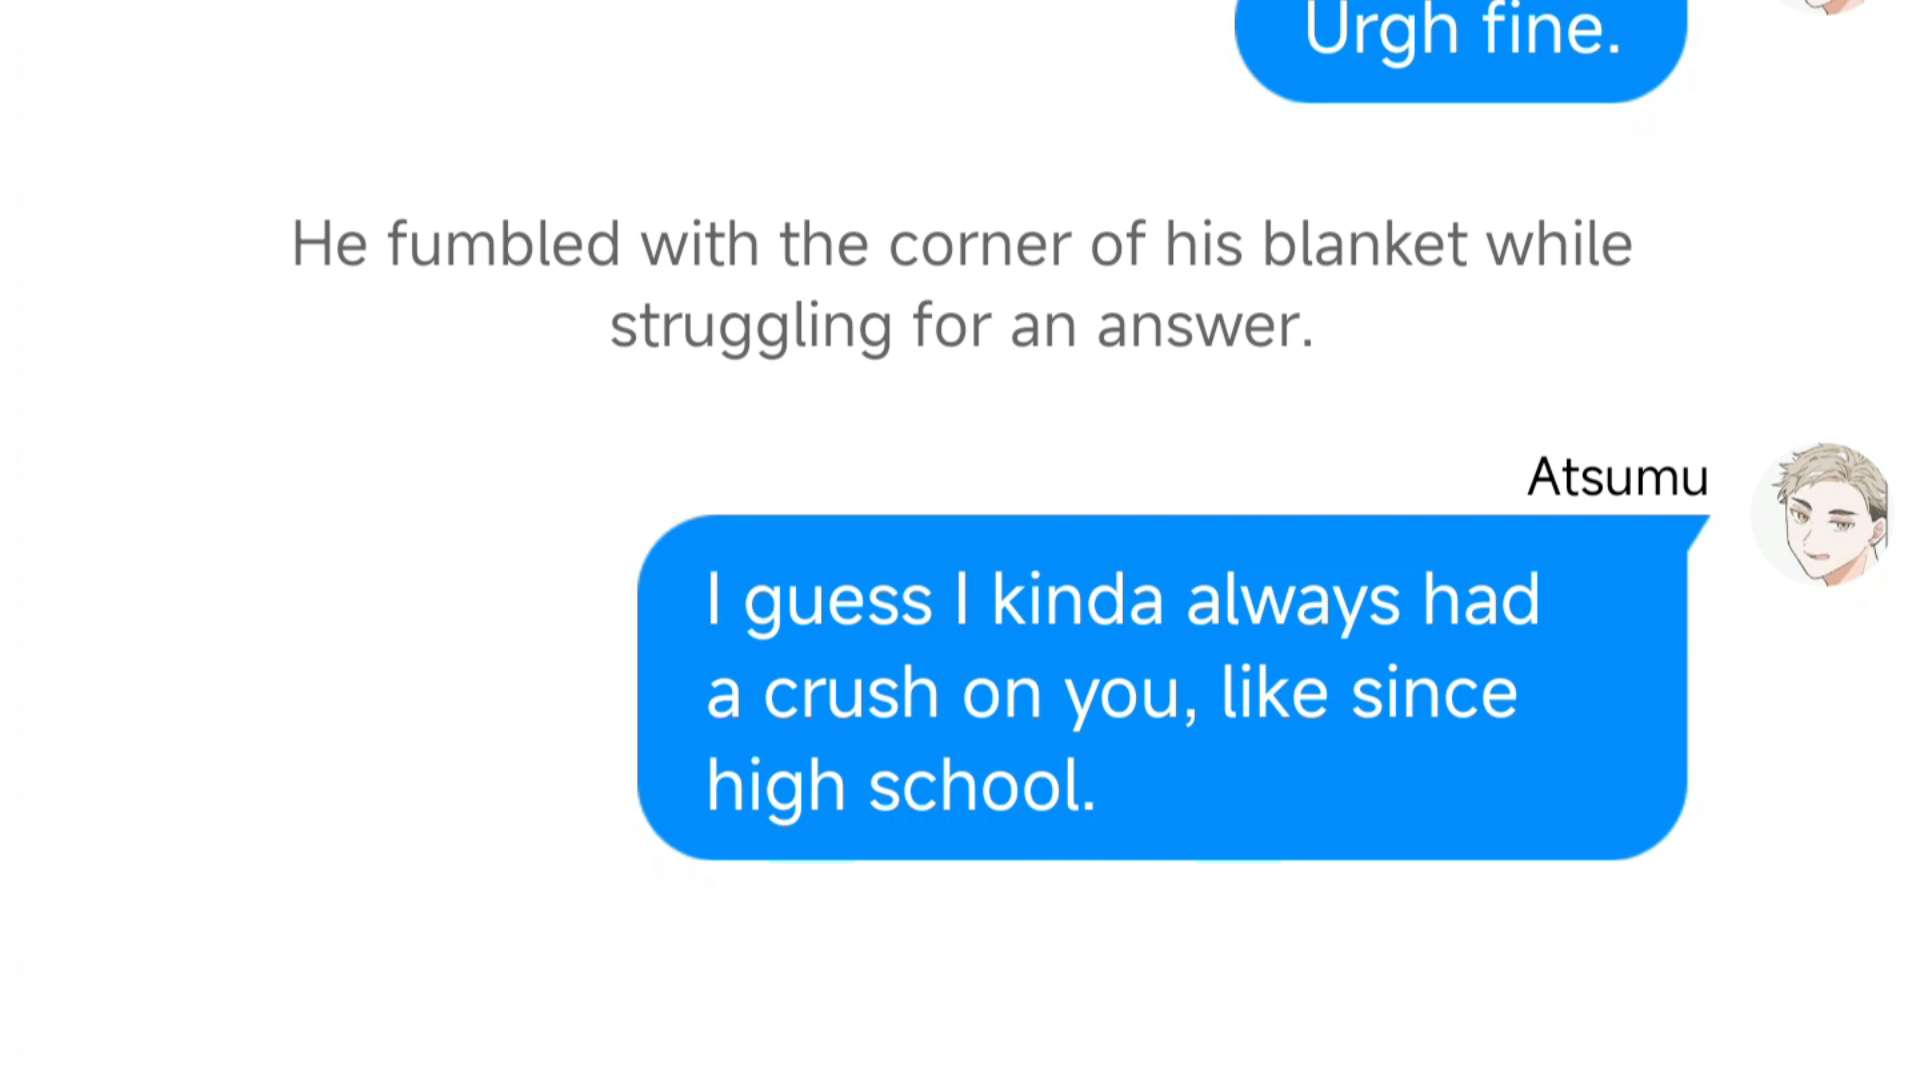 Urgh fine.
He fumbled with the corner of his blanket while
struggling for an answer.
Atsumu
I guess I kinda always had
a crush on you, like since
high school.